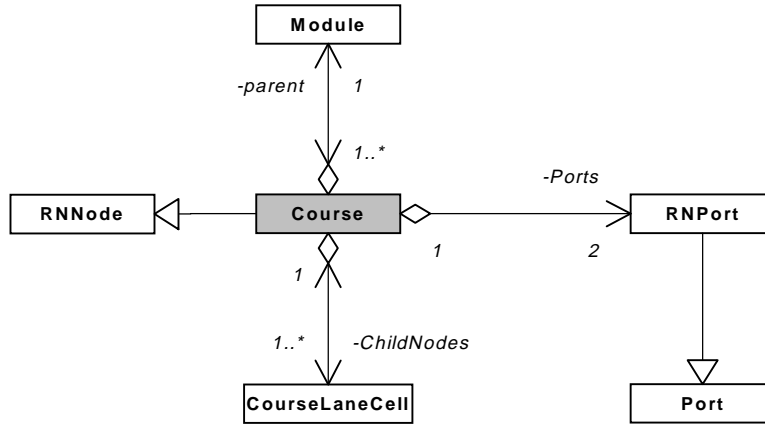 Module
-parent 1
1..*
-Ports
RNNode Course RNPort
1 1 2
1..* -ChildNodes
CourseLaneCell Port